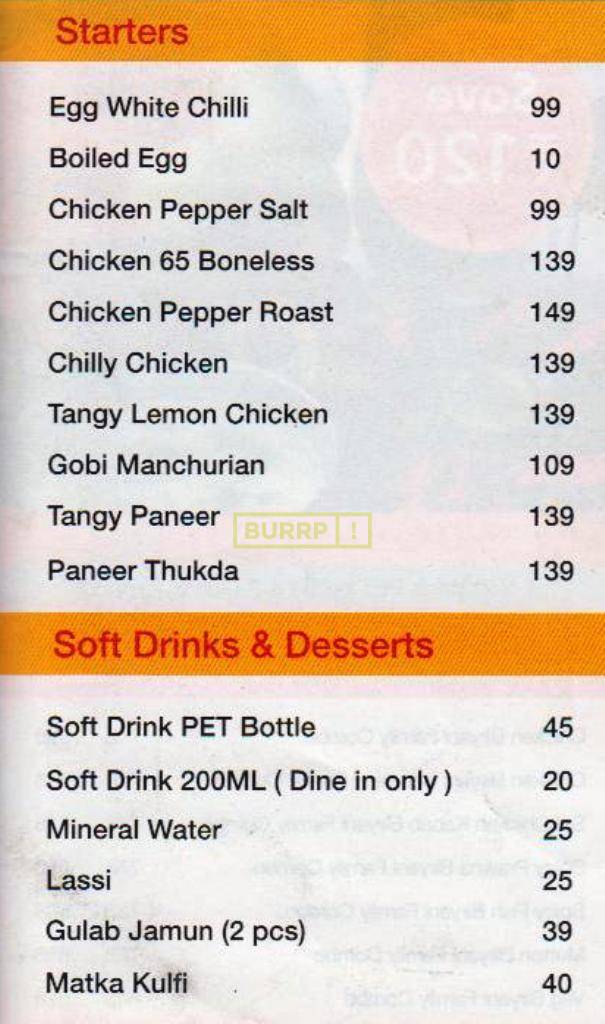 Starters
Egg White Chilli 99
Boiled Egg 10
Chicken Pepper Salt 99
Chicken 65 Boneless 139
Chicken Pepper Roast 149
Chilly Chicken 139
Tangy Lemon Chicken 139
Gobi Manchurian 109
Tangy Paneer 139
BURRP !
Paneer Thukda 139
Soft Drinks & Desserts
Soft Drink PET Bottle 45
Soft Drink 200ML ( Dine in only ) 20
Mineral Water 25
Lassi 25
Gulab Jamun (2 pcs) 39
Matka Kulfi 40